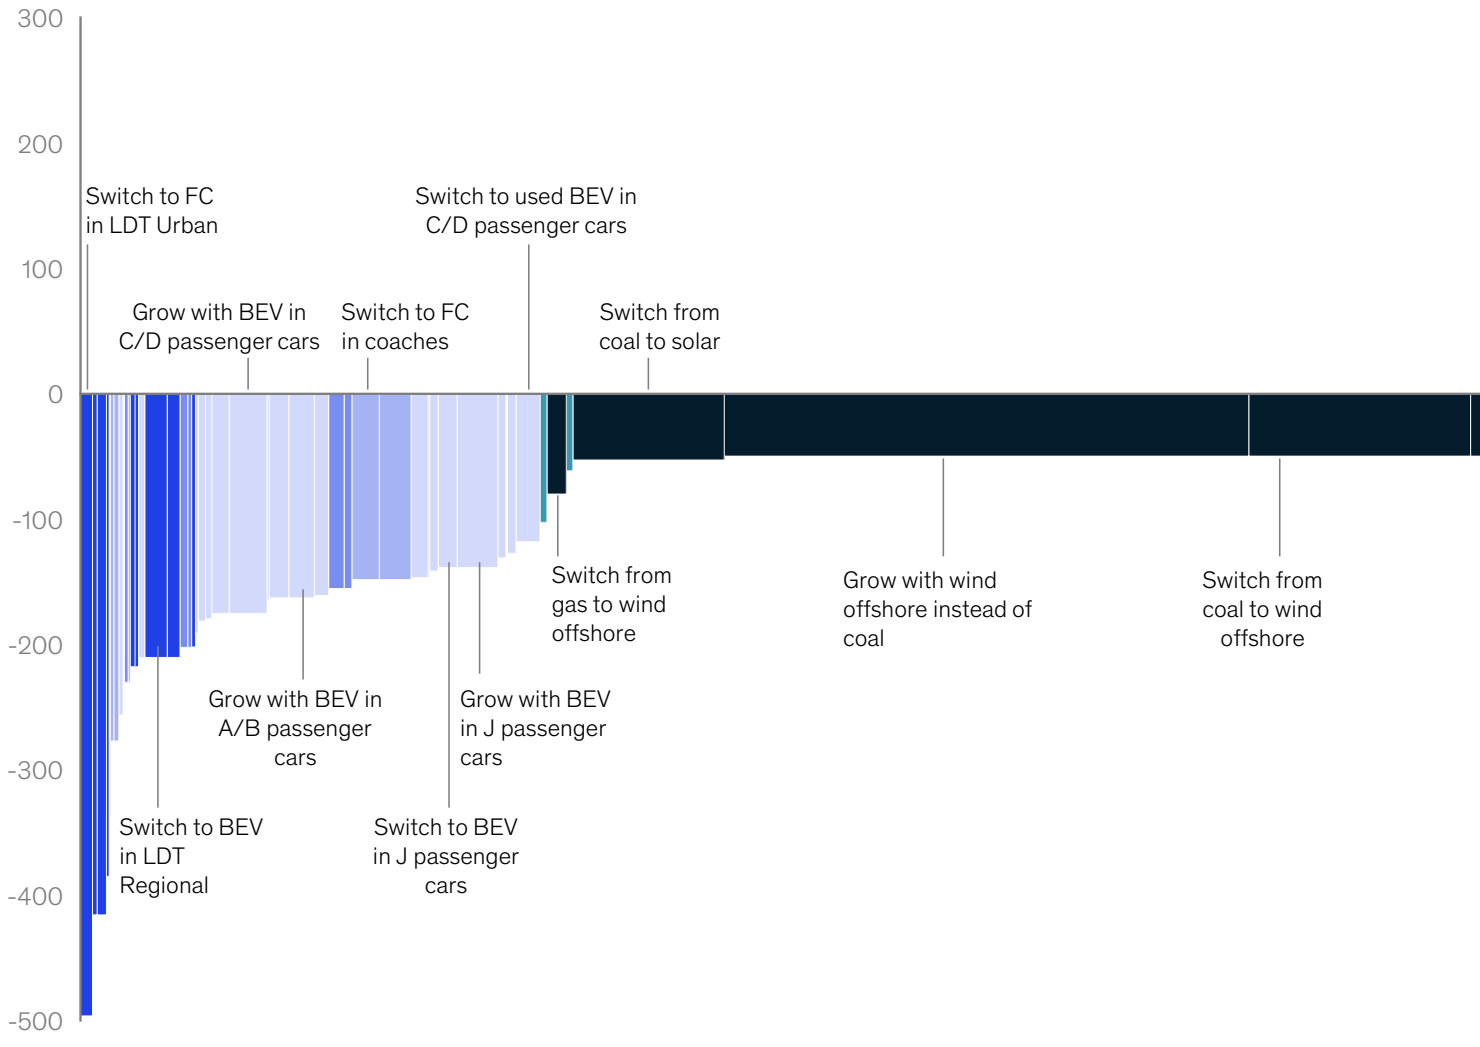 300
200
100
0
-100
-200
-300
-400
-500
Switch to FC
in LDT Urban
Switch to used BEV in
C/D passenger cars
Grow with BEV in
C/D passenger cars
Switch to FC
in coaches
Switch from
coal to solar
Switch from
gas to wind
offshore
Grow with wind
offshore instead of
coal
Switch from
coal to wind
offshore
Grow with BEV in
A/B passenger
cars
Grow with BEV
in J passenger
cars
Switch to BEV
in LDT
Regional
Switch to BEV
in J passenger
cars